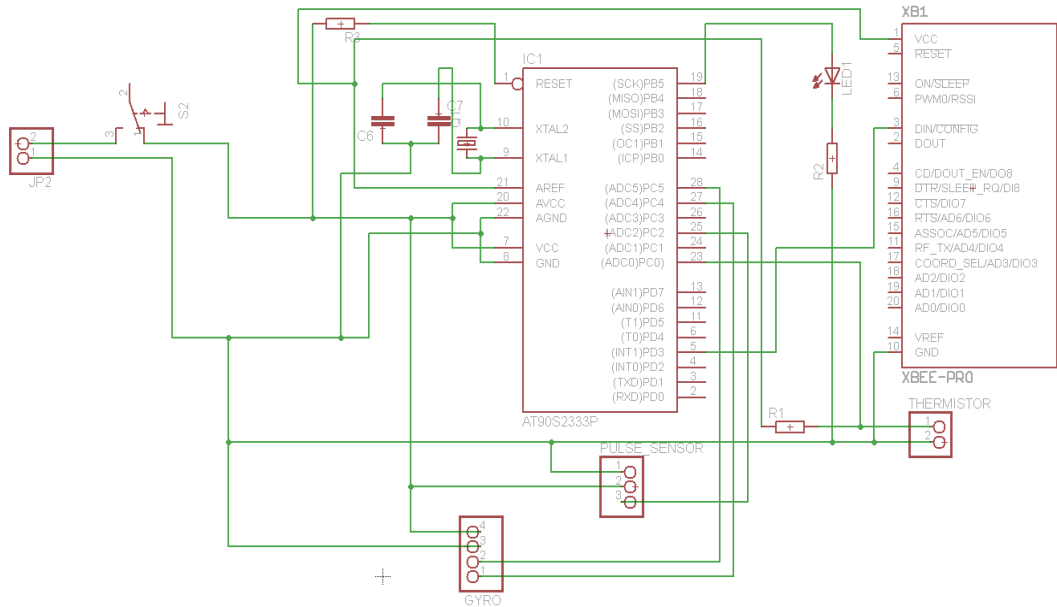 XB1
1 VCC
5 RESET
13 ON/SLEEP
6 PWM0/RSSI
3 DIN/CONFIG
2 DOUT
4 CD/DOUT_EN/DO8
9 DTR/SLEEP_RQ/DI8
12 CTS/DIO7
16 RTS/AD6/DIO6
15 ASSOC/AD5/DIO5
11 RF_TX/AD4/DIO4
17 COORD_SEL/AD3/DIO3
18 AD2/DIO2
19 AD1/DIO1
20 AD0/DIO0
14 VREF
10 GND
XBEE-PRO
R3
IC1
1 RESET
10 XTAL2
9 XTAL1
21 AREF
20 AVCC
22 AGND
7 VCC
8 GND
(SCK)PB5 19
(MISO)PB4 18
(MOSI)PB3 17
(SS)PB2 16
(OC1)PB1 15
(ICP)PB0 14
(ADC5)PC5 28
(ADC4)PC4 27
(ADC3)PC3 26
(ADC2)PC2 25
(ADC1)PC1 24
(ADC0)PC0) 23
(AIN1)PD7 13
(AIN0)PD6 12
(T1)PD5 11
(T0)PD4 6
(INT1)PD3 5
(INT0)PD2 4
(TXD)PD1 3
(RXD)PD0 2
AT90S2333P
LED1
R2
2
3
1
S2
2
1
JP2
C6
C7
R1
THERMISTOR
1
2
PULSE_SENSOR
1
2
3
4
3
2
1
GYRO